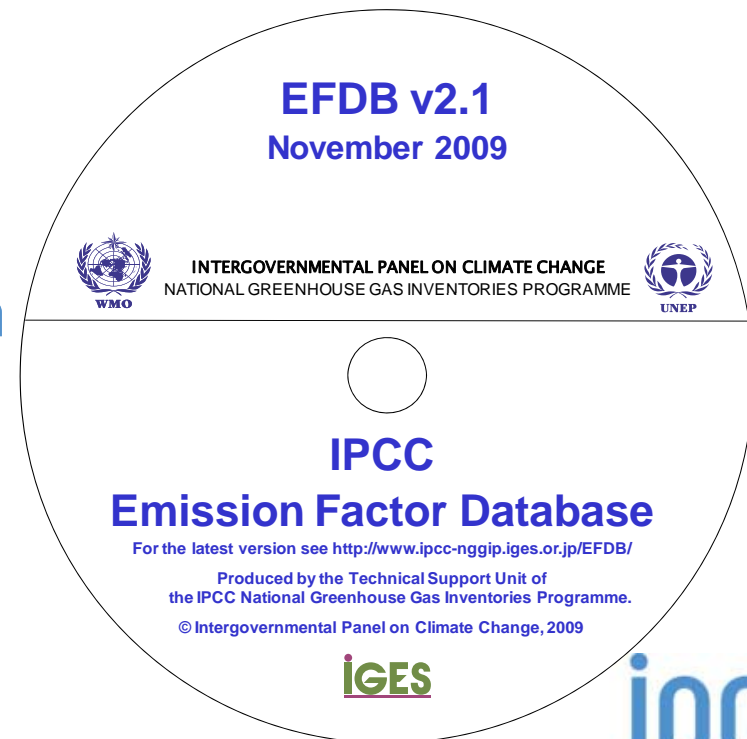 EFDB v2.1
November 2009
INTERGOVERNMENTAL PANEL ON CLIMATE CHANGE
NATIONAL GREENHOUSE GAS INVENTORIES PROGRAMME
WMO
UNEP
IPCC
Emission Factor Database
For the latest version see http://www.ipcc-nggip.iges.or.jp/EFDB/
Produced by the Technical Support Unit of
the IPCC National Greenhouse Gas Inventories Programme.
© Intergovernmental Panel on Climate Change, 2009
iGES